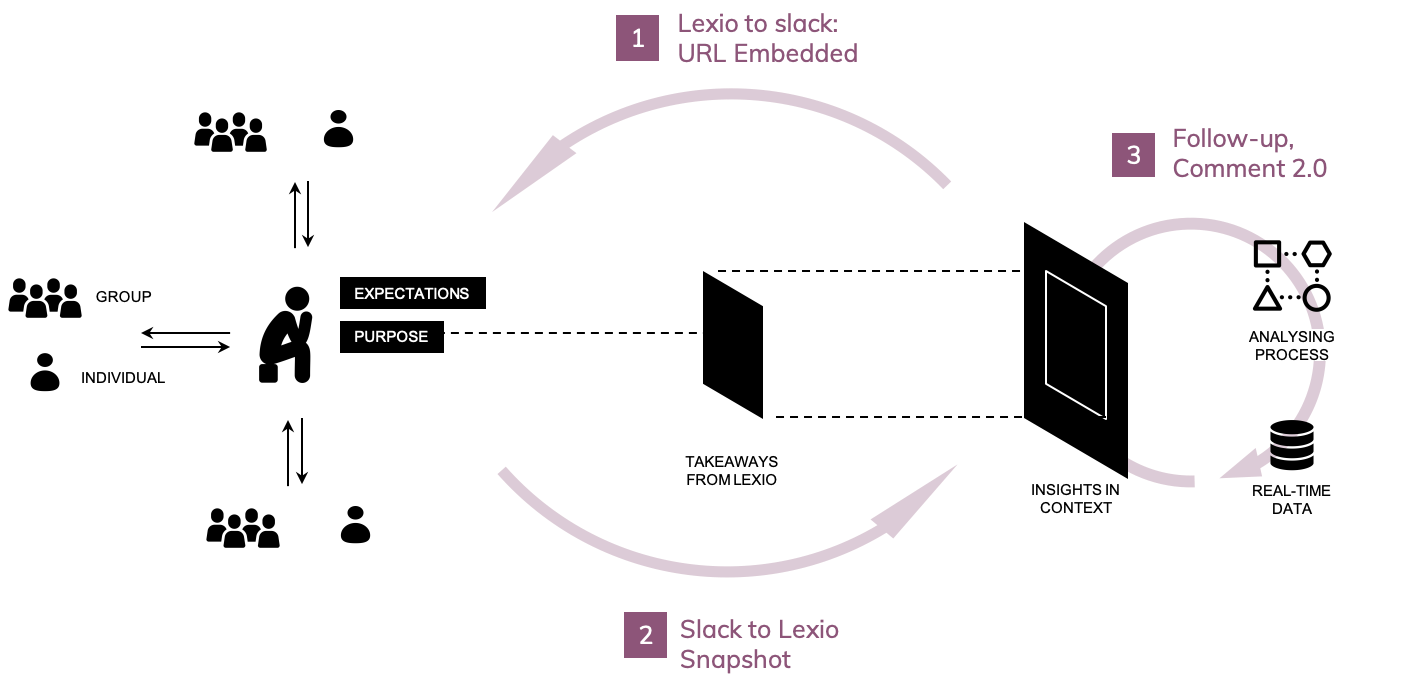 1
Lexio to slack:
URL Embedded
3
Follow-up,
Comment 2.0
GROUP
INDIVIDUAL
EXPECTATIONS
PURPOSE
TAKEAWAYS
FROM LEXIO
INSIGHTS IN
CONTEXT
ANALYSING
PROCESS
REAL-TIME
DATA
2
Slack to Lexio
Snapshot